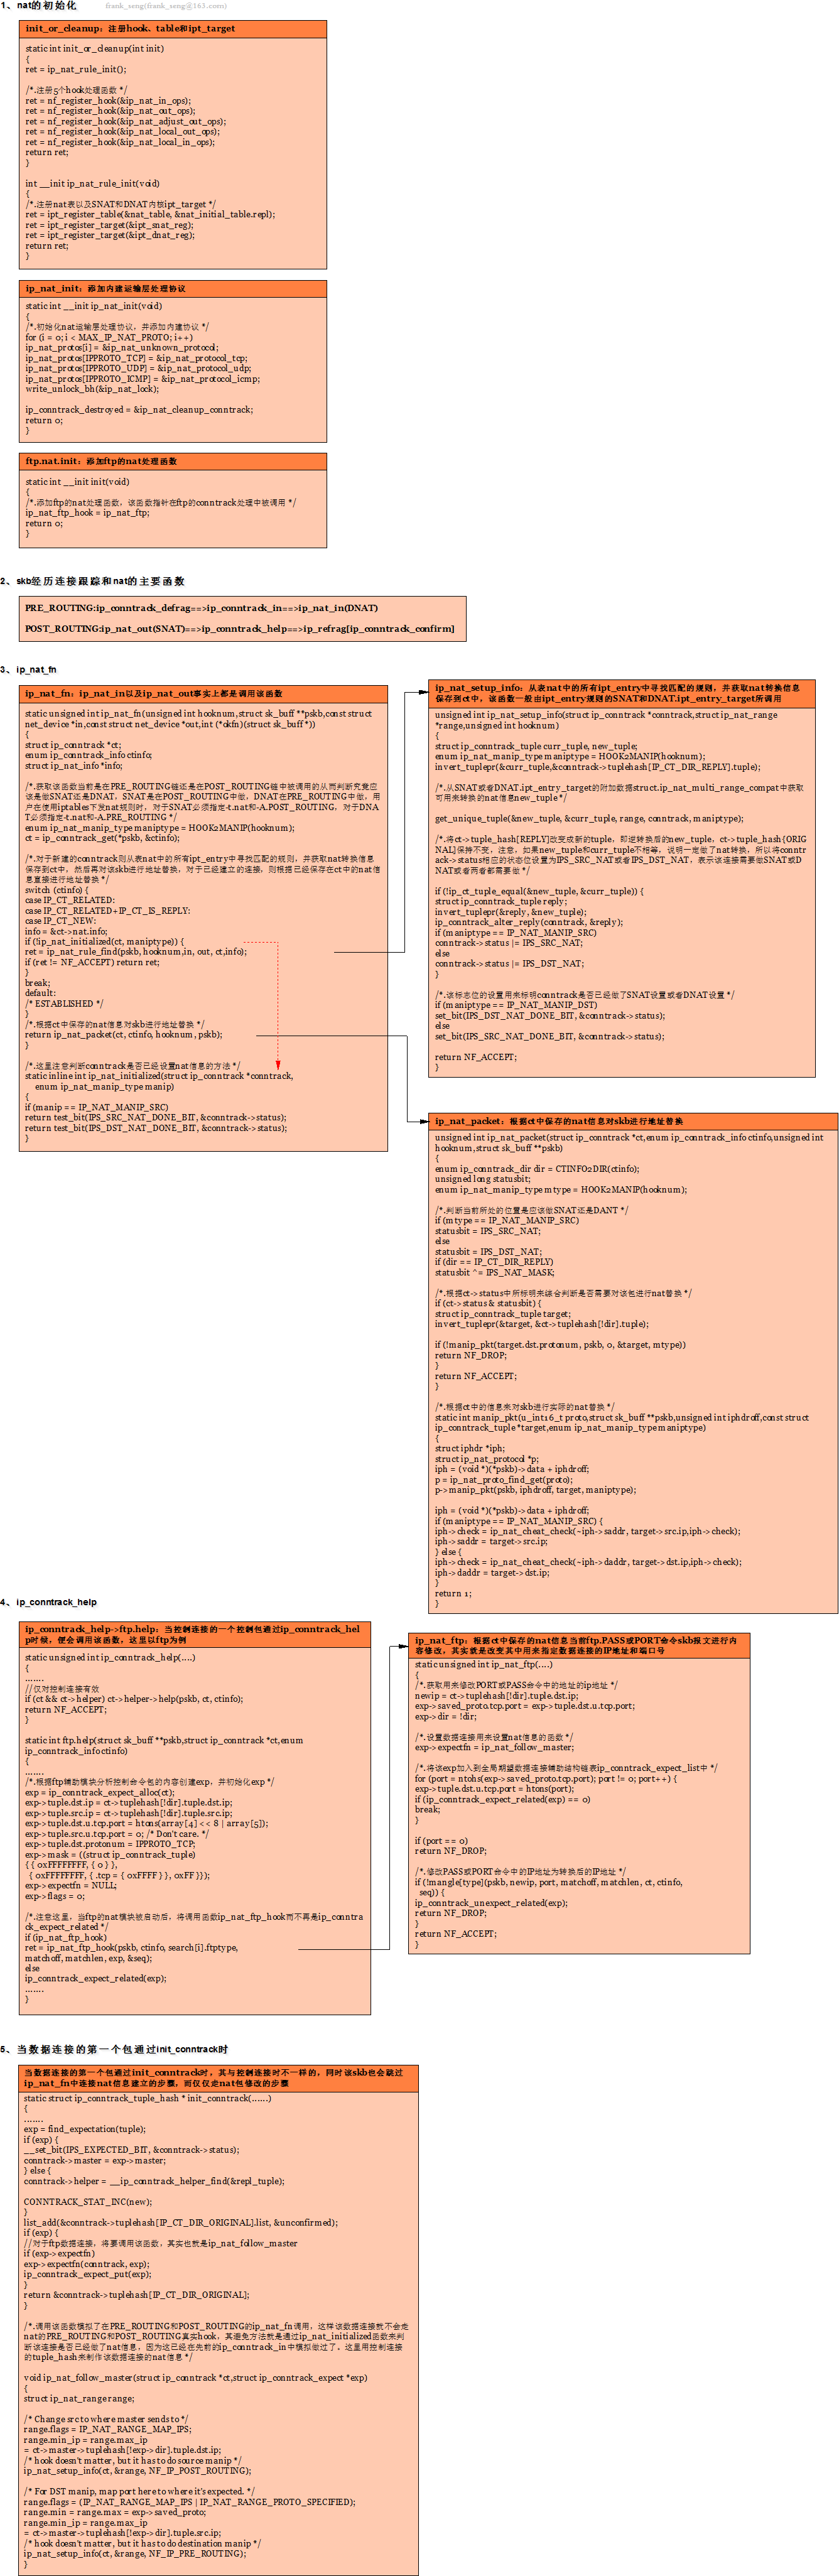 1、nat的初始化 frank_seng(frank_seng@163.com)
init_or_cleanup：注册hook、table和ipt_target
static int init_or_cleanup(int init)
{
ret = ip_nat_rule_init();
/*.注册5个hook处理函数 */
ret = nf_register_hook(&ip_nat_in_ops);
ret = nf_register_hook(&ip_nat_out_ops);
ret = nf_register_hook(&ip_nat_adjust_out_ops);
ret = nf_register_hook(&ip_nat_local_out_ops);
ret = nf_register_hook(&ip_nat_local_in_ops);
return ret;
}
int __init ip_nat_rule_init(void)
{
/*.注册nat表以及SNAT和DNAT内核ipt_target */
ret = ipt_register_table(&nat_table, &nat_initial_table.repl);
ret = ipt_register_target(&ipt_snat_reg);
ret = ipt_register_target(&ipt_dnat_reg);
return ret;
}
ip_nat_init：添加内建运输层处理协议
static int __init ip_nat_init(void)
{
/*.初始化nat运输层处理协议，并添加内建协议 */
for (i = 0; i < MAX_IP_NAT_PROTO; i++)
ip_nat_protos[i] = &ip_nat_unknown_protocol;
ip_nat_protos[IPPROTO_TCP] = &ip_nat_protocol_tcp;
ip_nat_protos[IPPROTO_UDP] = &ip_nat_protocol_udp;
ip_nat_protos[IPPROTO_ICMP] = &ip_nat_protocol_icmp;
write_unlock_bh(&ip_nat_lock);
ip_conntrack_destroyed = &ip_nat_cleanup_conntrack;
return 0;
}
ftp.nat.init：添加ftp的nat处理函数
static int __init init(void)
{
/*.添加ftp的nat处理函数，该函数指针在ftp的conntrack处理中被调用 */
ip_nat_ftp_hook = ip_nat_ftp;
return 0;
}
2、skb经历连接跟踪和nat的主要函数
PRE_ROUTING:ip_conntrack_defrag==>ip_conntrack_in==>ip_nat_in(DNAT)
POST_ROUTING:ip_nat_out(SNAT)==>ip_conntrack_help==>ip_refrag[ip_conntrack_confirm]
3、ip_nat_fn
ip_nat_fn：ip_nat_in以及ip_nat_out事实上都是调用该函数
static unsigned int ip_nat_fn(unsigned int hooknum,struct sk_buff **pskb,const struct
net_device *in,const struct net_device *out,int (*okfn)(struct sk_buff *))
{
struct ip_conntrack *ct;
enum ip_conntrack_info ctinfo;
struct ip_nat_info *info;
/*.获取该函数当前是在PRE_ROUTING链还是在POST_ROUTING链中被调用的从而判断究竟应
该是做SNAT还是DNAT，SNAT是在POST_ROUTING中做，DNAT在PRE_ROUTING中做，用
户在使用iptables下发nat规则时，对于SNAT必须指定-t.nat和-A.POST_ROUTING，对于DNA
T必须指定-t.nat和-A.PRE_ROUTING */
enum ip_nat_manip_type maniptype = HOOK2MANIP(hooknum);
ct = ip_conntrack_get(*pskb, &ctinfo);
/*.对于新建的conntrack则从表nat中的所有ipt_entry中寻找匹配的规则，并获取nat转换信息
保存到ct中，然后再对该skb进行地址替换，对于已经建立的连接，则根据已经保存在ct中的nat信
息直接进行地址替换 */
switch (ctinfo) {
case IP_CT_RELATED:
case IP_CT_RELATED+IP_CT_IS_REPLY:
case IP_CT_NEW:
info = &ct->nat.info;
if (!ip_nat_initialized(ct, maniptype)) {
ret = ip_nat_rule_find(pskb, hooknum,in, out, ct,info);
if (ret != NF_ACCEPT) return ret;
}
break;
default:
/* ESTABLISHED */
}
/*.根据ct中保存的nat信息对skb进行地址替换 */
return ip_nat_packet(ct, ctinfo, hooknum , pskb);
}
/*.这里注意判断conntrack是否已经设置nat信息的方法 */
static inline int ip_nat_initialized(struct ip_conntrack *conntrack,
enum ip_nat_manip_type manip)
{
if (manip == IP_NAT_MANIP_SRC)
return test_bit(IPS_SRC_NAT_DONE_BIT, &conntrack->status);
return test_bit(IPS_DST_NAT_DONE_BIT, &conntrack->status);
}
ip_nat_setup_info：从表nat中的所有ipt_entry中寻找匹配的规则，并获取nat转换信息
保存到ct中，该函数一般由ipt_entry规则的SNAT和DNAT.ipt_entry_target所调用
unsigned int ip_nat_setup_info(struct ip_conntrack *conntrack,struct ip_nat_range
*range,unsigned int hooknum)
{
struct ip_conntrack_tuple curr_tuple, new_tuple;
enum ip_nat_manip_type maniptype = HOOK2MANIP(hooknum);
invert_tuplepr(&curr_tuple,&conntrack->tuplehash[IP_CT_DIR_REPLY].tuple);
/*.从SNAT或者DNAT.ipt_entry_target的附加数据struct.ip_nat_multi_range_compat中获取
可用来转换的nat信息new_tuple */
get_unique_tuple(&new_tuple, &curr_tuple, range, conntrack, maniptype);
/*.将ct->tuple_hash[REPLY]改变成新的tuple，即逆转换后的new_tuple，ct->tuple_hash{ORIG
NAL]保持不变，注意，如果new_tuple和curr_tuple不相等，说明一定做了nat转换，所以将conntr
ack->status相应的状态位设置为IPS_SRC_NAT或者IPS_DST_NAT，表示该连接需要做SNAT或D
NAT或者两者都需要做 */
if (!ip_ct_tuple_equal(&new_tuple, &curr_tuple)) {
struct ip_conntrack_tuple reply;
invert_tuplepr(&reply, &new_tuple);
ip_conntrack_alter_reply(conntrack, &reply);
if (maniptype == IP_NAT_MANIP_SRC)
conntrack->status |= IPS_SRC_NAT;
else
conntrack->status |= IPS_DST_NAT;
}
/*.该标志位的设置用来标明conntrack是否已经做了SNAT设置或者DNAT设置 */
if (maniptype == IP_NAT_MANIP_DST)
set_bit(IPS_DST_NAT_DONE_BIT, &conntrack->status);
else
set_bit(IPS_SRC_NAT_DONE_BIT, &conntrack->status);
return NF_ACCEPT;
}
ip_nat_packet：根据ct中保存的nat信息对skb进行地址替换
unsigned int ip_nat_packet(struct ip_conntrack *ct,enum ip_conntrack_info ctinfo,unsigned int
hooknum,struct sk_buff **pskb)
{
enum ip_conntrack_dir dir = CTINFO2DIR(ctinfo);
unsigned long statusbit;
enum ip_nat_manip_type mtype = HOOK2MANIP(hooknum);
/*.判断当前所处的位置是应该做SNAT还是DANT */
if (mtype == IP_NAT_MANIP_SRC)
statusbit = IPS_SRC_NAT;
else
statusbit = IPS_DST_NAT;
if (dir == IP_CT_DIR_REPLY)
statusbit ^= IPS_NAT_MASK;
/*.根据ct->status中所标明来综合判断是否需要对该包进行nat替换 */
if (ct->status & statusbit) {
struct ip_conntrack_tuple target;
invert_tuplepr(&target, &ct->tuplehash[!dir].tuple);
if (!manip_pkt(target.dst.protonum, pskb, 0, &target, mtype))
return NF_DROP;
}
return NF_ACCEPT;
}
/*.根据ct中的信息来对skb进行实际的nat替换 */
static int manip_pkt(u_int16_t proto,struct sk_buff **pskb,unsigned int iphdroff,const struct
ip_conntrack_tuple *target,enum ip_nat_manip_type maniptype)
{
struct iphdr *iph;
struct ip_nat_protocol *p;
iph = (void *)(*pskb)->data + iphdroff;
p = ip_nat_proto_find_get(proto);
p->manip_pkt(pskb, iphdroff, target, maniptype);
iph = (void *)(*pskb)->data + iphdroff;
if (maniptype == IP_NAT_MANIP_SRC) {
iph->check = ip_nat_cheat_check(~iph->saddr, target->src.ip,iph->check);
iph->saddr = target->src.ip;
} else {
iph->check = ip_nat_cheat_check(~iph->daddr, target->dst.ip,iph->check);
iph->daddr = target->dst.ip;
}
return 1;
}
4、ip_conntrack_help
ip_conntrack_help->ftp.help：当控制连接的一个控制包通过ip_conntrack_hel
p时候，便会调用该函数，这里以ftp为例
static unsigned int ip_conntrack_help(....)
{
.......
//仅对控制连接有效
if (ct && ct->helper) ct->helper->help(pskb, ct, ctinfo);
return NF_ACCEPT;
}
static int ftp.help(struct sk_buff **pskb,struct ip_conntrack *ct,enum
ip_conntrack_info ctinfo)
{
.......
/*.根据ftp辅助模块分析控制命令包的内容创建exp，并初始化exp */
exp = ip_conntrack_expect_alloc(ct);
exp->tuple.dst.ip = ct->tuplehash[!dir].tuple.dst.ip;
exp->tuple.src.ip = ct->tuplehash[!dir].tuple.src.ip;
exp->tuple.dst.u.tcp.port = htons(array[4] << 8 | array[5]);
exp->tuple.src.u.tcp.port = 0; /* Don't care. */
exp->tuple.dst.protonum = IPPROTO_TCP;
exp->mask = ((struct ip_conntrack_tuple)
{ { 0xFFFFFFFF, { 0 } },
{ 0xFFFFFFFF, { .tcp = { 0xFFFF } }, 0xFF }});
exp->expectfn = NULL;
exp->flags = 0;
/*.注意这里，当ftp的nat模块被启动后，将调用函数ip_nat_ftp_hook而不再是ip_conntra
ck_expect_related */
if (ip_nat_ftp_hook)
ret = ip_nat_ftp_hook(pskb, ctinfo, search[i].ftptype,
matchoff, matchlen, exp, &seq);
else
ip_conntrack_expect_related(exp);
.......
}
ip_nat_ftp：根据ct中保存的nat信息当前ftp.PASS或PORT命令skb报文进行内
容修改，其实就是改变其中用来指定数据连接的IP地址和端口号
static unsigned int ip_nat_ftp(....)
{
/*.获取用来修改PORT或PASS命令中的地址的ip地址 */
newip = ct->tuplehash[!dir].tuple.dst.ip;
exp->saved_proto.tcp.port = exp->tuple.dst.u.tcp.port;
exp->dir = !dir;
/*.设置数据连接用来设置nat信息的函数 */
exp->expectfn = ip_nat_follow_master;
/*.将该exp加入到全局期望数据连接辅助结构链表ip_conntrack_expect_list中 */
for (port = ntohs(exp->saved_proto.tcp.port); port != 0; port++) {
exp->tuple.dst.u.tcp.port = htons(port);
if (ip_conntrack_expect_related(exp) == 0)
break;
}
if (port == 0)
return NF_DROP;
/*.修改PASS或PORT命令中的IP地址为转换后的IP地址 */
if (!mangle[type](pskb, newip, port, matchoff, matchlen, ct, ctinfo,
seq)) {
ip_conntrack_unexpect_related(exp);
return NF_DROP;
}
return NF_ACCEPT;
}
5、当数据连接的第一个包通过init_conntrack时
当数据连接的第一个包通过init_conntrack时，其与控制连接时不一样的，同时该skb也会跳过
ip_nat_fn中连接nat信息建立的步骤，而仅仅走nat包修改的步骤
static struct ip_conntrack_tuple_hash * init_conntrack(......)
{
.......
exp = find_expectation(tuple);
if (exp) {
__set_bit(IPS_EXPECTED_BIT, &conntrack->status);
conntrack->master = exp->master;
} else {
conntrack->helper = __ip_conntrack_helper_find(&repl_tuple);
CONNTRACK_STAT_INC(new);
}
list_add(&conntrack->tuplehash[IP_CT_DIR_ORIGINAL].list, &unconfirmed);
if (exp) {
//对于ftp数据连接，将要调用该函数，其实也就是ip_nat_follow_master
if (exp->expectfn)
exp->expectfn(conntrack, exp);
ip_conntrack_expect_put(exp);
}
return &conntrack->tuplehash[IP_CT_DIR_ORIGINAL];
}
/*.调用该函数模拟了在PRE_ROUTING和POST_ROUTING的ip_nat_fn调用，这样该数据连接就不会走
nat的PRE_ROUTING和POST_ROUTING真实hook，其避免方法就是通过ip_nat_initialized函数来判
断该连接是否已经做了nat信息，因为这已经在先前的ip_conntrack_in中模拟做过了。这里用控制连接
的tuple_hash来制作该数据连接的nat信息 */
void ip_nat_follow_master(struct ip_conntrack *ct,struct ip_conntrack_expect *exp)
{
struct ip_nat_range range;
/* Change src to where master sends to */
range.flags = IP_NAT_RANGE_MAP_IPS;
range.min_ip = range.max_ip
= ct->master->tuplehash[!exp->dir].tuple.dst.ip;
/* hook doesn't matter, but it has to do source manip */
ip_nat_setup_info(ct, &range, NF_IP_POST_ROUTING);
/* For DST manip, map port here to where it's expected. */
range.flags = (IP_NAT_RANGE_MAP_IPS | IP_NAT_RANGE_PROTO_SPECIFIED);
range.min = range.max = exp->saved_proto;
range.min_ip = range.max_ip
= ct->master->tuplehash[!exp->dir].tuple.src.ip;
/* hook doesn't matter, but it has to do destination manip */
ip_nat_setup_info(ct, &range, NF_IP_PRE_ROUTING);
}